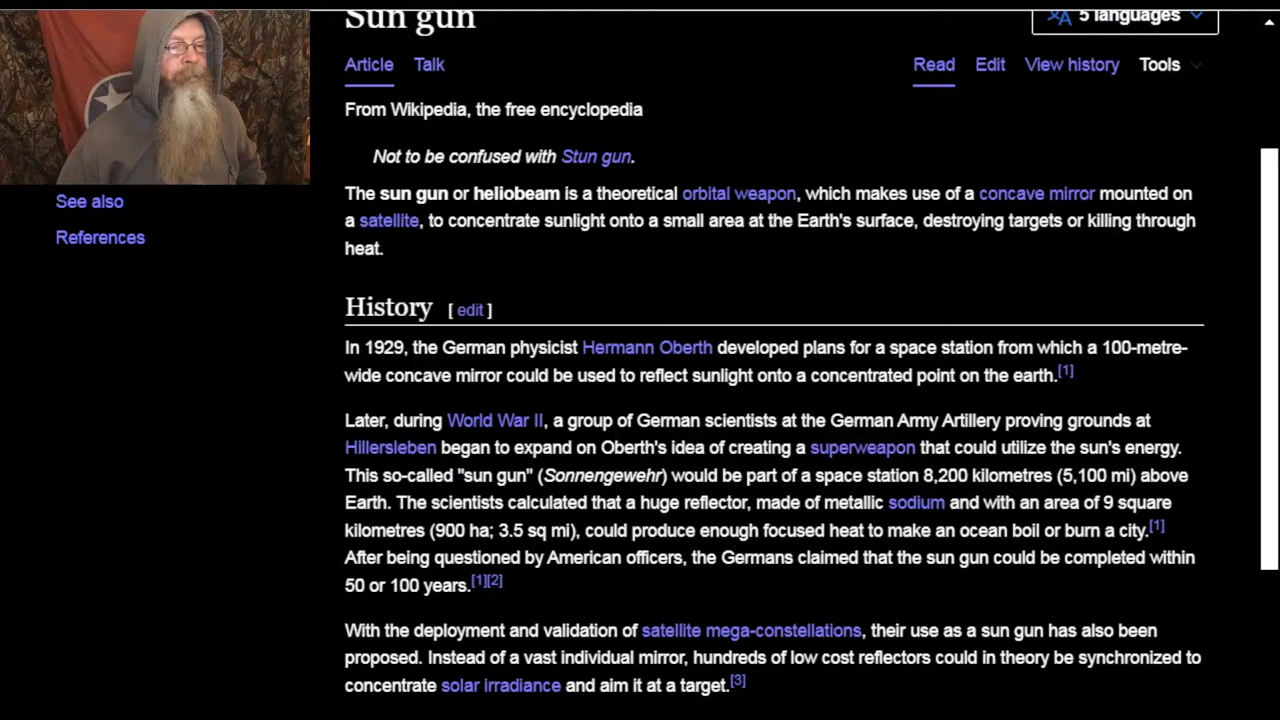 Sun gun
5 languages
Article Talk Read Edit View history Tools
From Wikipedia, the free encyclopedia
Not to be confused with Stun gun.
See also
References
The sun gun or heliobeam is a theoretical orbital weapon, which makes use of a concave mirror mounted on
a satellite, to concentrate sunlight onto a small area at the Earth's surface, destroying targets or killing through
heat.
History [ edit ]
In 1929, the German physicist Hermann Oberth developed plans for a space station from which a 100-metre-
wide concave mirror could be used to reflect sunlight onto a concentrated point on the earth.[1]
Later, during World War II, a group of German scientists at the German Army Artillery proving grounds at
Hillersleben began to expand on Oberth's idea of creating a superweapon that could utilize the sun's energy.
This so-called "sun gun" (Sonnengewehr) would be part of a space station 8,200 kilometres (5,100 mi) above
Earth. The scientists calculated that a huge reflector, made of metallic sodium and with an area of 9 square
kilometres (900 ha; 3.5 sq mi), could produce enough focused heat to make an ocean boil or burn a city.[1]
After being questioned by American officers, the Germans claimed that the sun gun could be completed within
50 or 100 years.[1][2]
With the deployment and validation of satellite mega-constellations, their use as a sun gun has also been
proposed. Instead of a vast individual mirror, hundreds of low cost reflectors could in theory be synchronized to
concentrate solar irradiance and aim it at a target.[3]